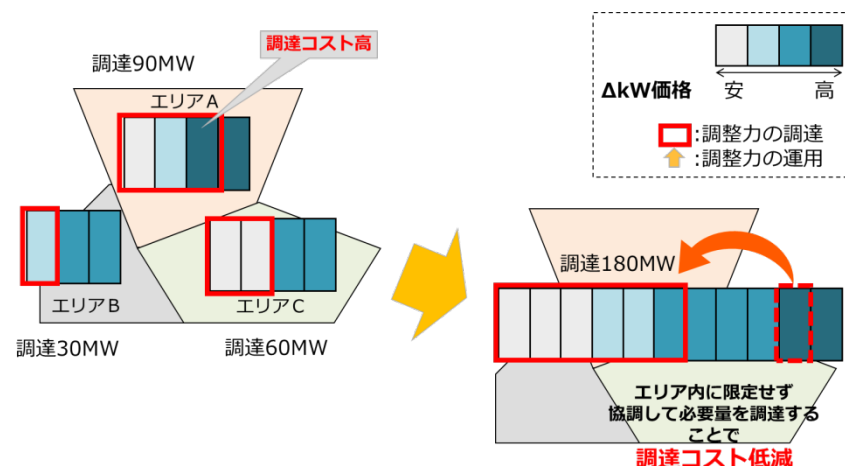 調達90MW
調達コスト高
エリアA
エリアB
エリアC
調達30MW
調達60MW
ΔkW価格
安
高
:調整力の調達
:調整力の運用
調達180MW
エリア内に限定せず
協調して必要量を調達する
ことで
調達コスト低減